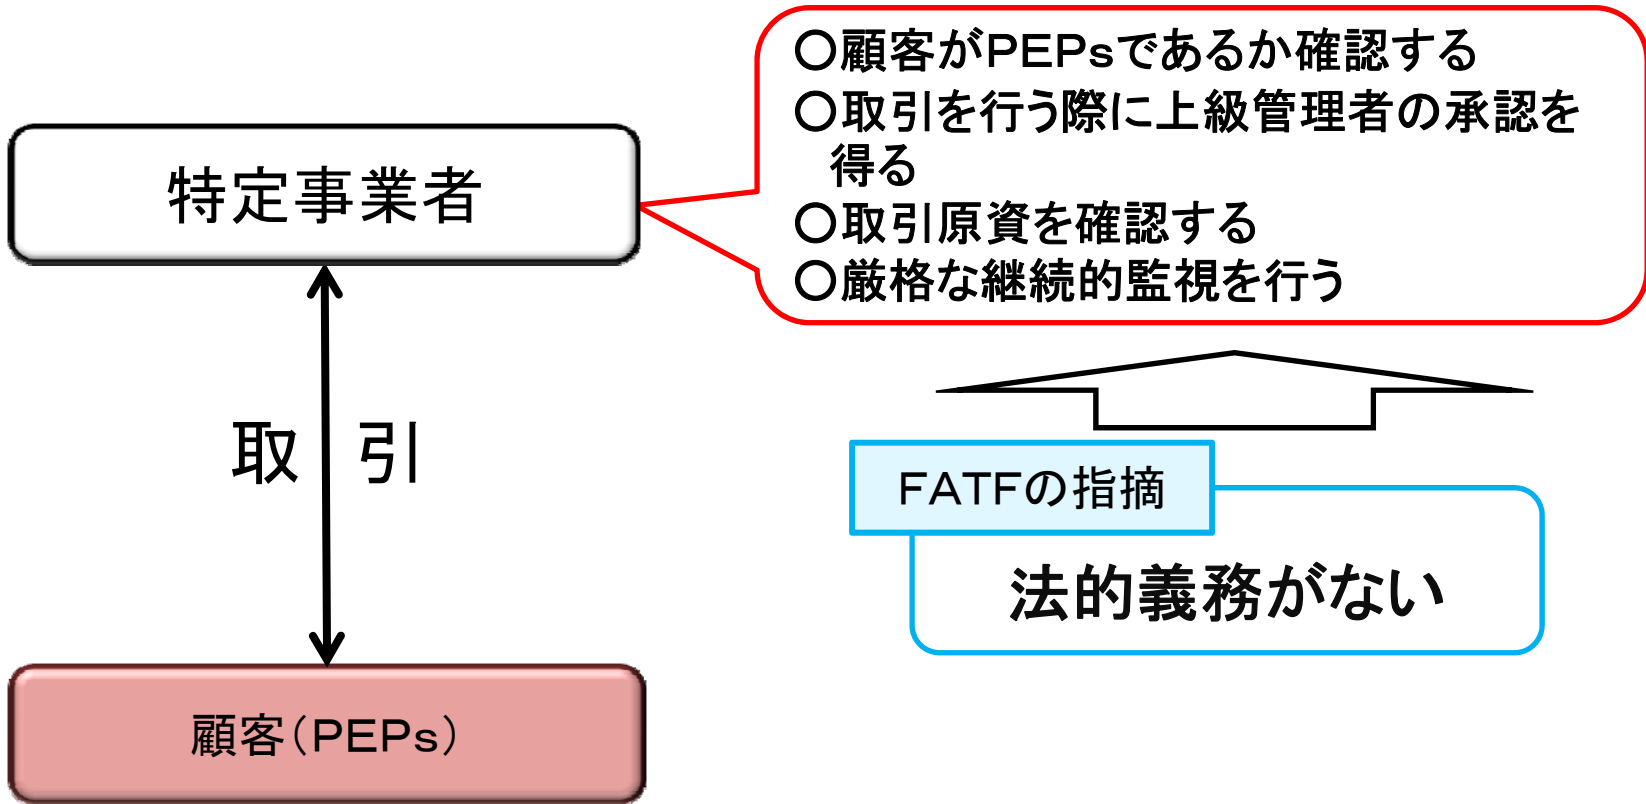 ○顧客がPEPsであるか確認する
○取引を行う際に上級管理者の承認を
得る
○取引原資を確認する
○厳格な継続的監視を行う
特定事業者
取引
FATFの指摘
法的義務がない
顧客(PEPs)